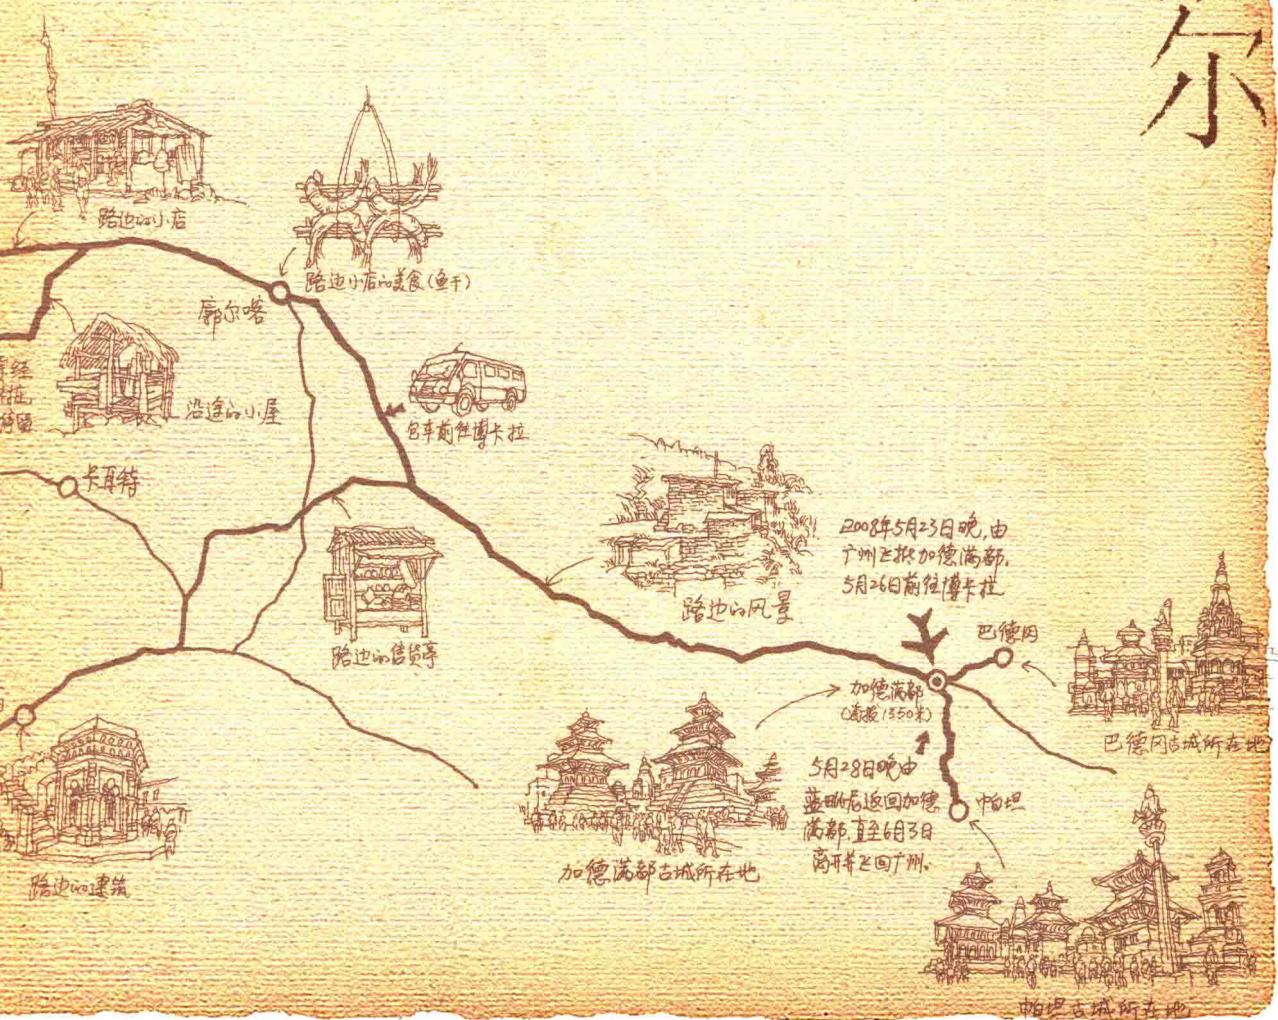 尔
路边的小店
路边小店的美食(鱼干)
廓尔喀
沿途的小屋
包车前往博卡拉
卡耳特
路边的售货亭
路边的风景
2008年5月23日晚,由
广州飞抵加德满都,
5月26日前往博卡拉
巴德冈
加德满都
(海拔1350米)
巴德冈古城所在地
5月28日晚由
蓝毗尼返回加德
满都,直至6月3日
离开并飞回广州.
帕坦
路边的建筑
加德满都古城所在地
帕坦古城所在地